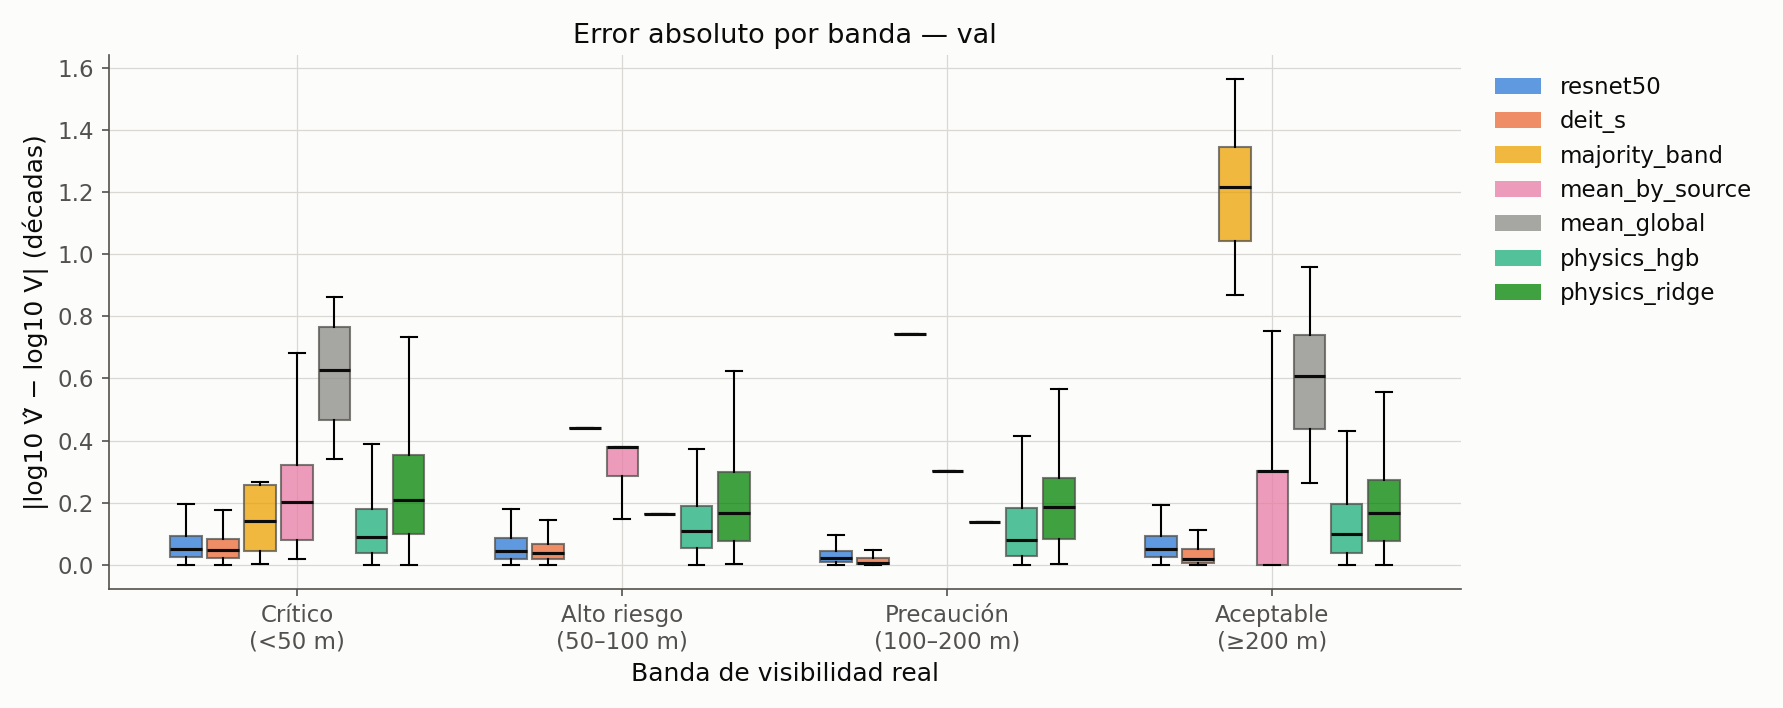 Error absoluto por banda — val
|log10 V̂ − log10 V| (décadas)
1.6
1.4
1.2
1.0
0.8
0.6
0.4
0.2
0.0
Crítico
(<50 m)
Alto riesgo
(50–100 m)
Precaución
(100–200 m)
Aceptable
(≥200 m)
Banda de visibilidad real
resnet50
deit_s
majority_band
mean_by_source
mean_global
physics_hgb
physics_ridge